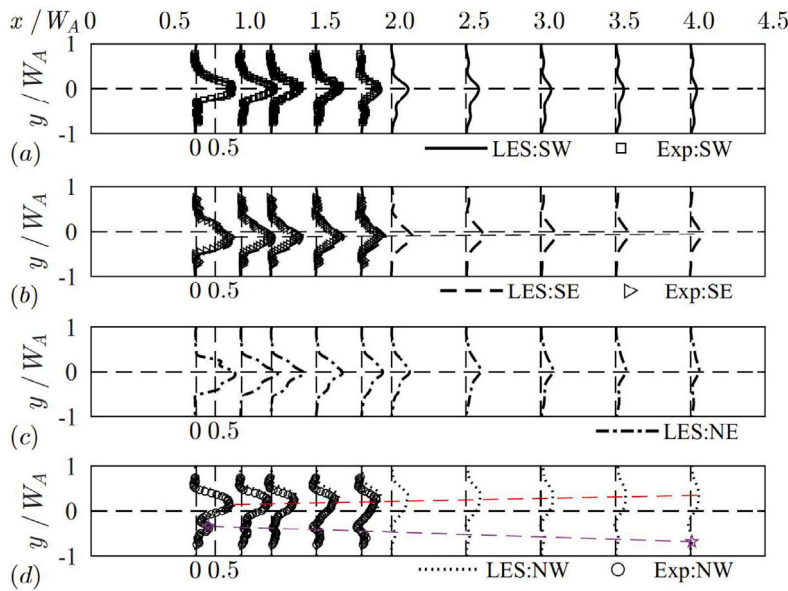 x / W_A 0 0.5 1.0 1.5 2.0 2.5 3.0 3.5 4.0 4.5
y / W_A 1 0 -1
0 0.5
(a) LES:SW Exp:SW
y / W_A 1 0 -1
0 0.5
(b) LES:SE Exp:SE
y / W_A 1 0 -1
0 0.5
(c) LES:NE
y / W_A 1 0 -1
0 0.5
(d) LES:NW Exp:NW